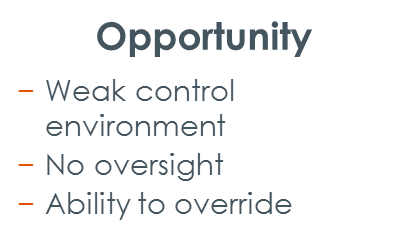 Opportunity
– Weak control
environment
– No oversight
– Ability to override